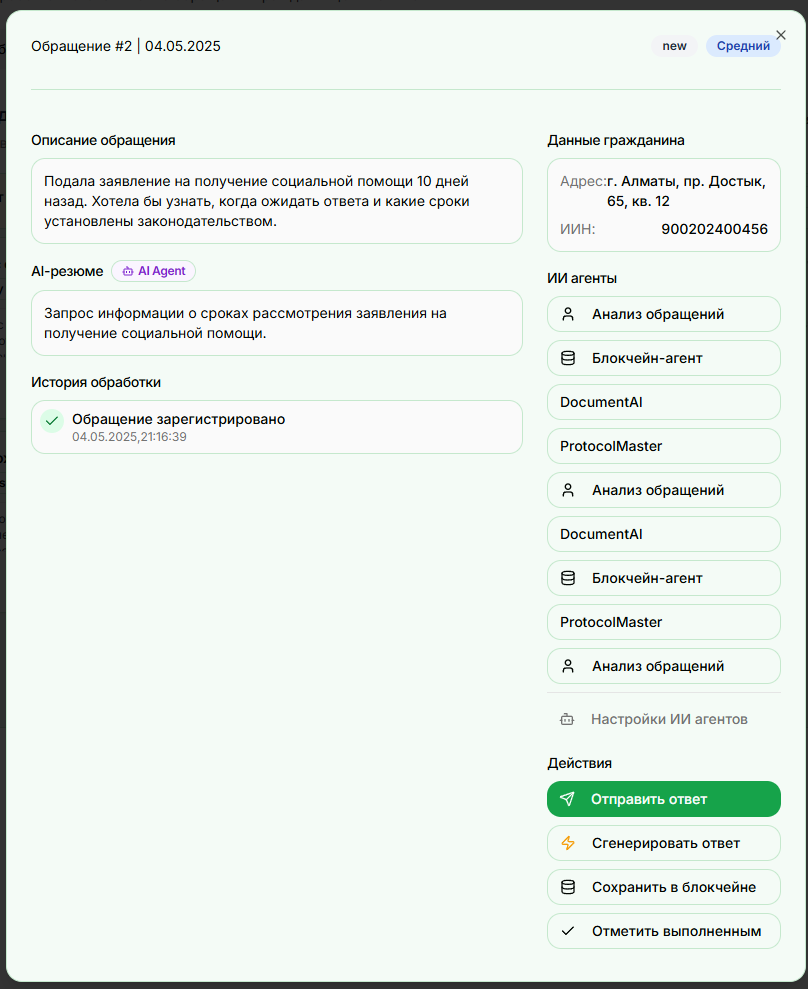 Обращение #2 | 04.05.2025
new
Средний
Описание обращения
Подала заявление на получение социальной помощи 10 дней
назад. Хотела бы узнать, когда ожидать ответа и какие сроки
установлены законодательством.
AI-резюме
AI Agent
Запрос информации о сроках рассмотрения заявления на
получение социальной помощи.
История обработки
Обращение зарегистрировано
04.05.2025,21:16:39
Данные гражданина
Адрес:г. Алматы, пр. Достык,
65, кв. 12
ИИН: 900202400456
ИИ агенты
Анализ обращений
Блокчейн-агент
DocumentAI
ProtocolMaster
Анализ обращений
DocumentAI
Блокчейн-агент
ProtocolMaster
Анализ обращений
Настройки ИИ агентов
Действия
Отправить ответ
Сгенерировать ответ
Сохранить в блокчейне
Отметить выполненным